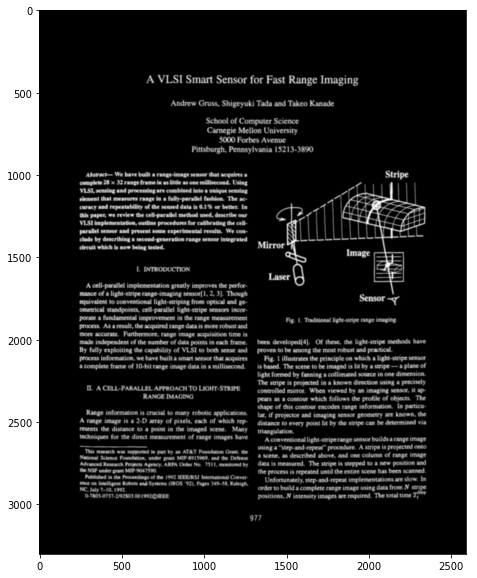 A VLSI Smart Sensor for Fast Range Imaging
Andrew Gruss, Shigeyuki Tada and Takeo Kanade
School of Computer Science
Carnegie Mellon University
5000 Forbes Avenue
Pittsburgh, Pennsylvania 15213-3890
Abstract— We have built a range-image sensor that acquires a
complete 28 × 32 range frame in as little as one millisecond. Using
VLSI, sensing and processing are combined into a unique sensing
element that measures range in a fully-parallel fashion. The ac-
curacy and repeatability of the sensed data is 0.1% or better. In
this paper, we review the cell-parallel method used, describe our
VLSI implementation, outline procedures for calibrating the cell-
parallel sensor and present some experimental results. We con-
clude by describing a second-generation range sensor integrated
circuit which is now being tested.
I. INTRODUCTION
A cell-parallel implementation greatly improves the perfor-
mance of a light-stripe range-imaging sensor[1, 2, 3]. Though
equivalent to conventional light-striping from optical and ge-
ometrical standpoints, cell-parallel light-stripe sensors incor-
porate a fundamental improvement in the range measurement
process. As a result, the acquired range data is more robust and
more accurate. Furthermore, range image acquisition time is
made independent of the number of data points in each frame.
By fully exploiting the capability of VLSI to both sense and
process information, we have built a smart sensor that acquires
a complete frame of 10-bit range image data in a millisecond.
II. A CELL-PARALLEL APPROACH TO LIGHT-STRIPE
RANGE IMAGING
Range information is crucial to many robotic applications.
A range image is a 2-D array of pixels, each of which rep-
resents the distance to a point in the imaged scene. Many
techniques for the direct measurement of range images have
This research was supported in part by an AT&T Foundation Grant, the
National Science Foundation, under grant MIP-8915969, and the Defense
Advanced Research Projects Agency, ARPA Order No. 7511, monitored by
the NSF under grant MIP-9047590.
Published in the Proceedings of the 1992 IEEE/RSJ International Confer-
ence on Intelligent Robots and Systems (IROS '92), Pages 349-58, Raleigh,
NC, July 7-10, 1992.
0-7803-0737-2/92$03.00 1992©IEEE
Stripe
Mirror
Image
Laser
Sensor
Fig. 1. Traditional light-stripe range imaging.
been developed[4]. Of these, the light-stripe methods have
proven to be among the most robust and practical.
Fig. 1 illustrates the principle on which a light-stripe sensor
is based. The scene to be imaged is lit by a stripe — a plane of
light formed by fanning a collimated source in one dimension.
The stripe is projected in a known direction using a precisely
controlled mirror. When viewed by an imaging sensor, it ap-
pears as a contour which follows the profile of objects. The
shape of this contour encodes range information. In particu-
lar, if projector and imaging sensor geometry are known, the
distance to every point lit by the stripe can be determined via
triangulation.
A conventional light-stripe range sensor builds a range image
using a "step-and-repeat" procedure. A stripe is projected onto
a scene, as described above, and one column of range image
data is measured. The stripe is stepped to a new position and
the process is repeated until the entire scene has been scanned.
Unfortunately, step-and-repeat implementations are slow. In
order to build a complete range image using data from N stripe
positions, N intensity images are required. The total time
977
0
500
1000
1500
2000
2500
3000
0
500
1000
1500
2000
2500